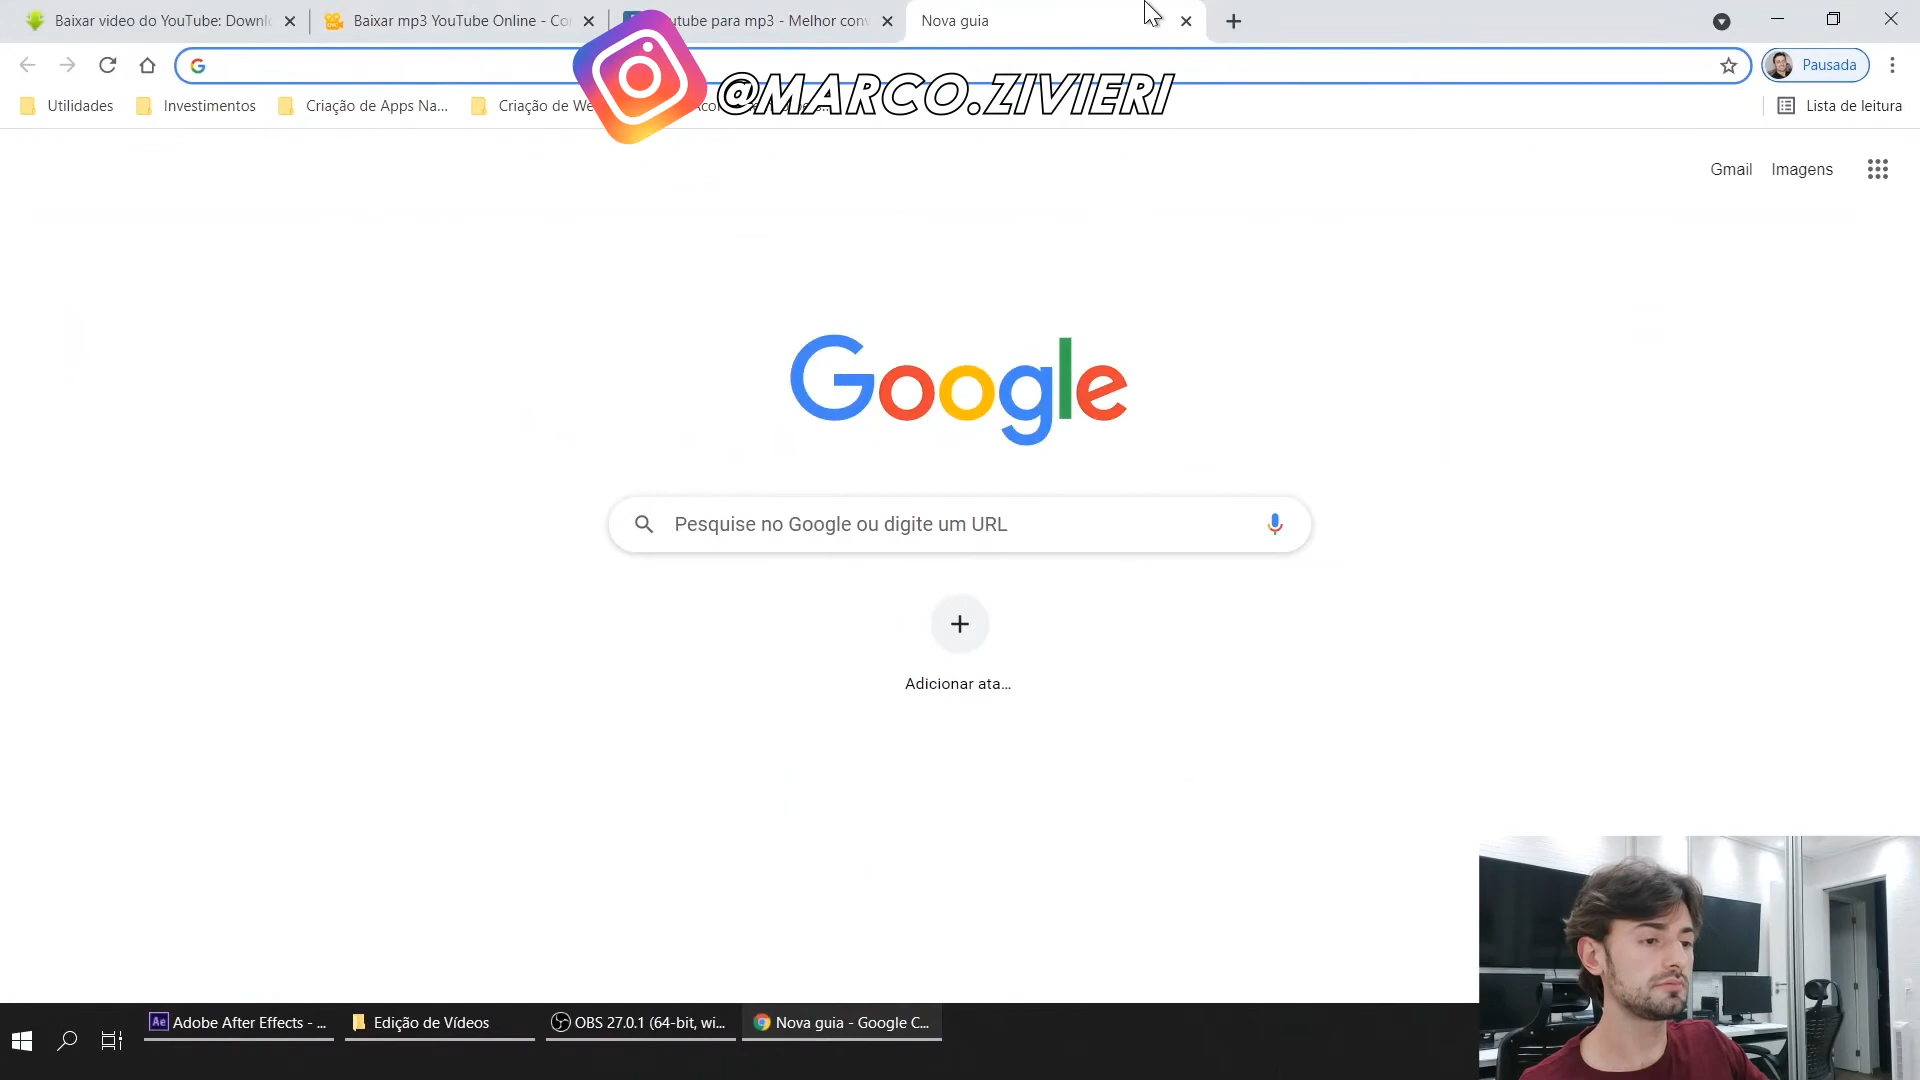 Baixar video do YouTube: Downl
Baixar mp3 YouTube Online - Co
utube para mp3 - Melhor conv
Nova guia
Pausada
@MARCO.ZIVIERI
Utilidades
Investimentos
Criação de Apps Na...
Criação de We
Lista de leitura
Gmail
Imagens
Google
Pesquise no Google ou digite um URL
Adicionar ata...
Ae
Adobe After Effects - ...
Edição de Vídeos
OBS 27.0.1 (64-bit, wi...
Nova guia - Google C...